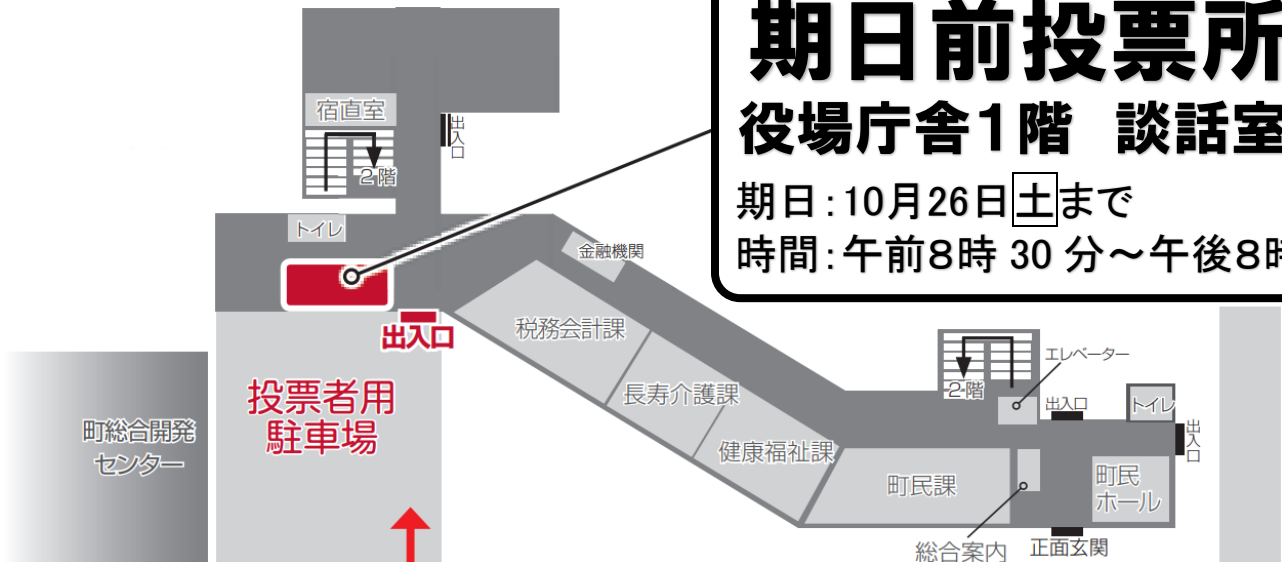 期日前投票所
役場庁舎1階 談話室
期日:10月26日土まで
時間:午前8時30分～午後8時
宿直室
出入口
2階
トイレ
金融機関
出入口
税務会計課
長寿介護課
健康福祉課
町民課
投票者用
駐車場
町総合開発
センター
2階
エレベーター
出入口
トイレ
出入口
町民
ホール
総合案内
正面玄関